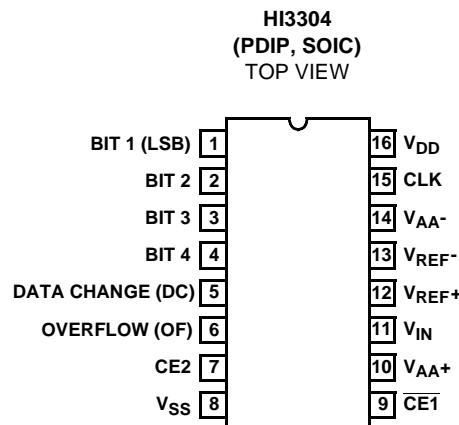 HI3304
(PDIP, SOIC)
TOP VIEW
BIT 1 (LSB) 1 16 VDD
BIT 2 2 15 CLK
BIT 3 3 14 VAA-
BIT 4 4 13 VREF-
DATA CHANGE (DC) 5 12 VREF+
OVERFLOW (OF) 6 11 VIN
CE2 7 10 VAA+
VSS 8 9 C̅E̅1̅